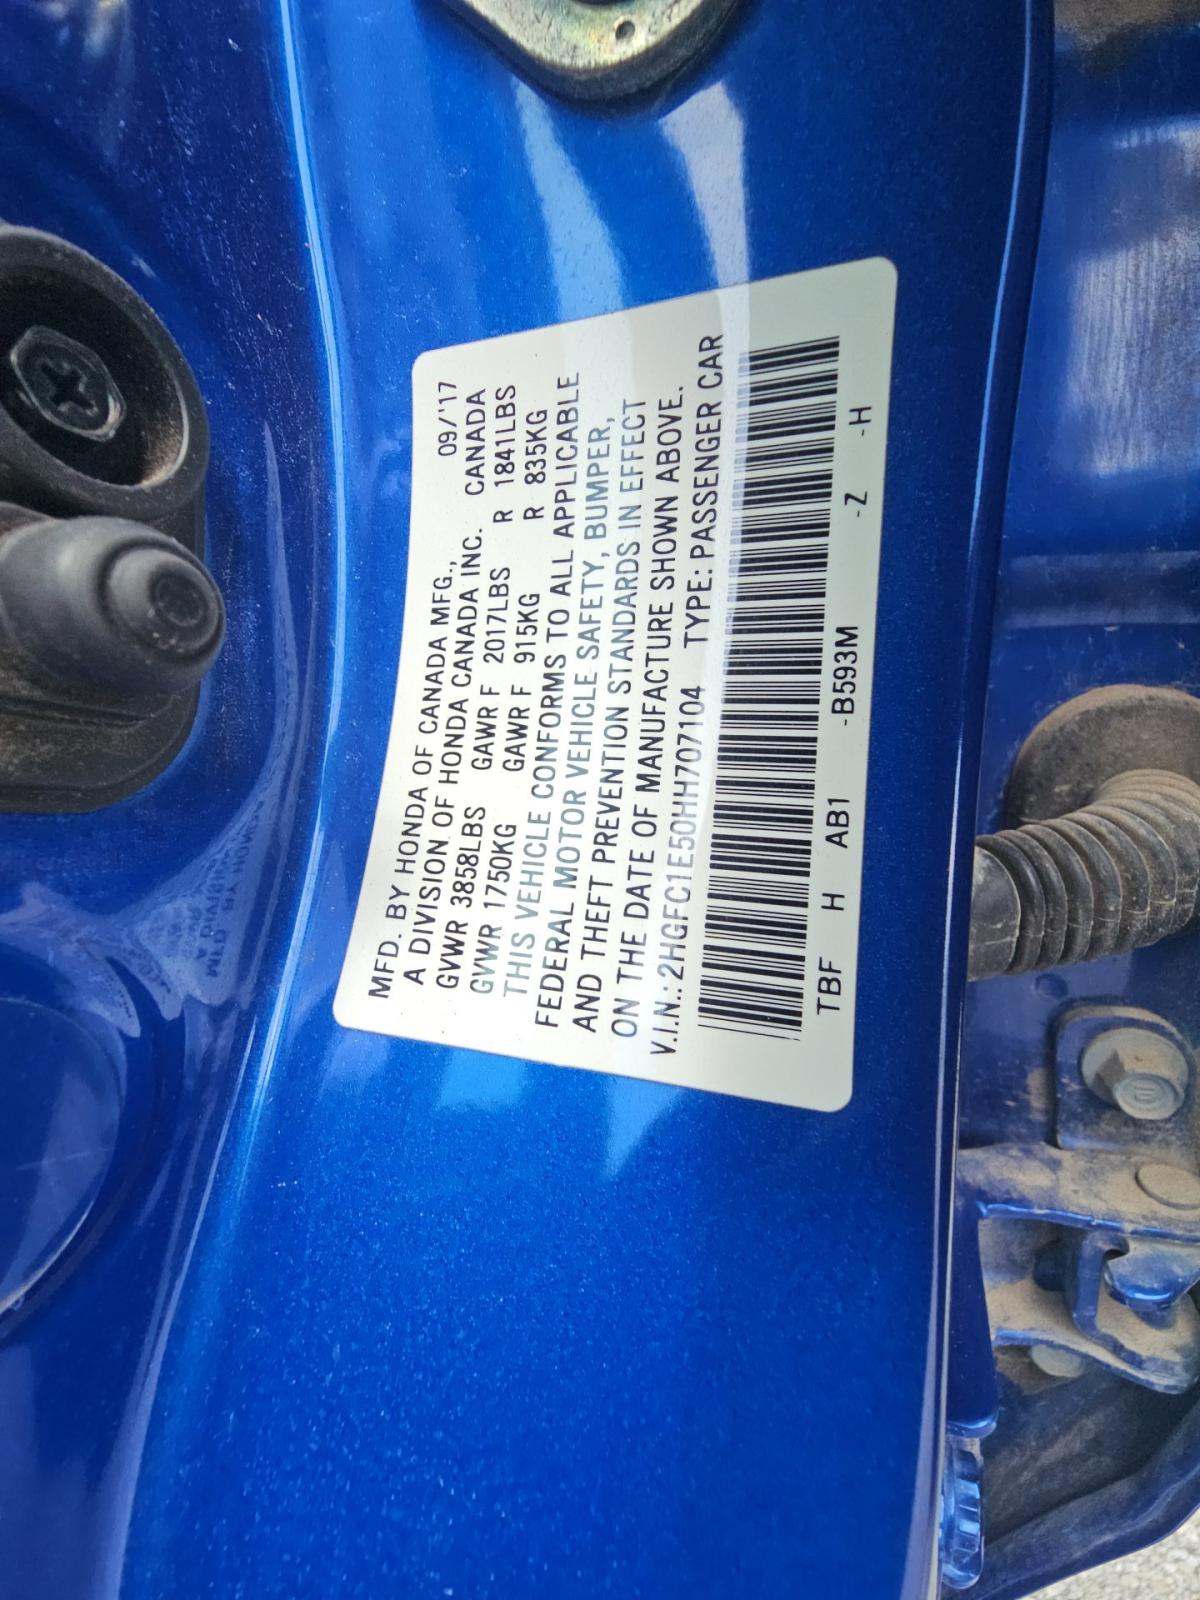 MFD. BY HONDA OF CANADA MFG., 09/'17
A DIVISION OF HONDA CANADA INC. CANADA
GVWR 3858LBS GAWR F 2017LBS R 1841LBS
GVWR 1750KG GAWR F 915KG R 835KG
THIS VEHICLE CONFORMS TO ALL APPLICABLE
FEDERAL MOTOR VEHICLE SAFETY, BUMPER,
AND THEFT PREVENTION STANDARDS IN EFFECT
ON THE DATE OF MANUFACTURE SHOWN ABOVE.
V.I.N.: 2HGFC1E50HH707104 TYPE: PASSENGER CAR
TBF H AB1 -B593M -Z -H